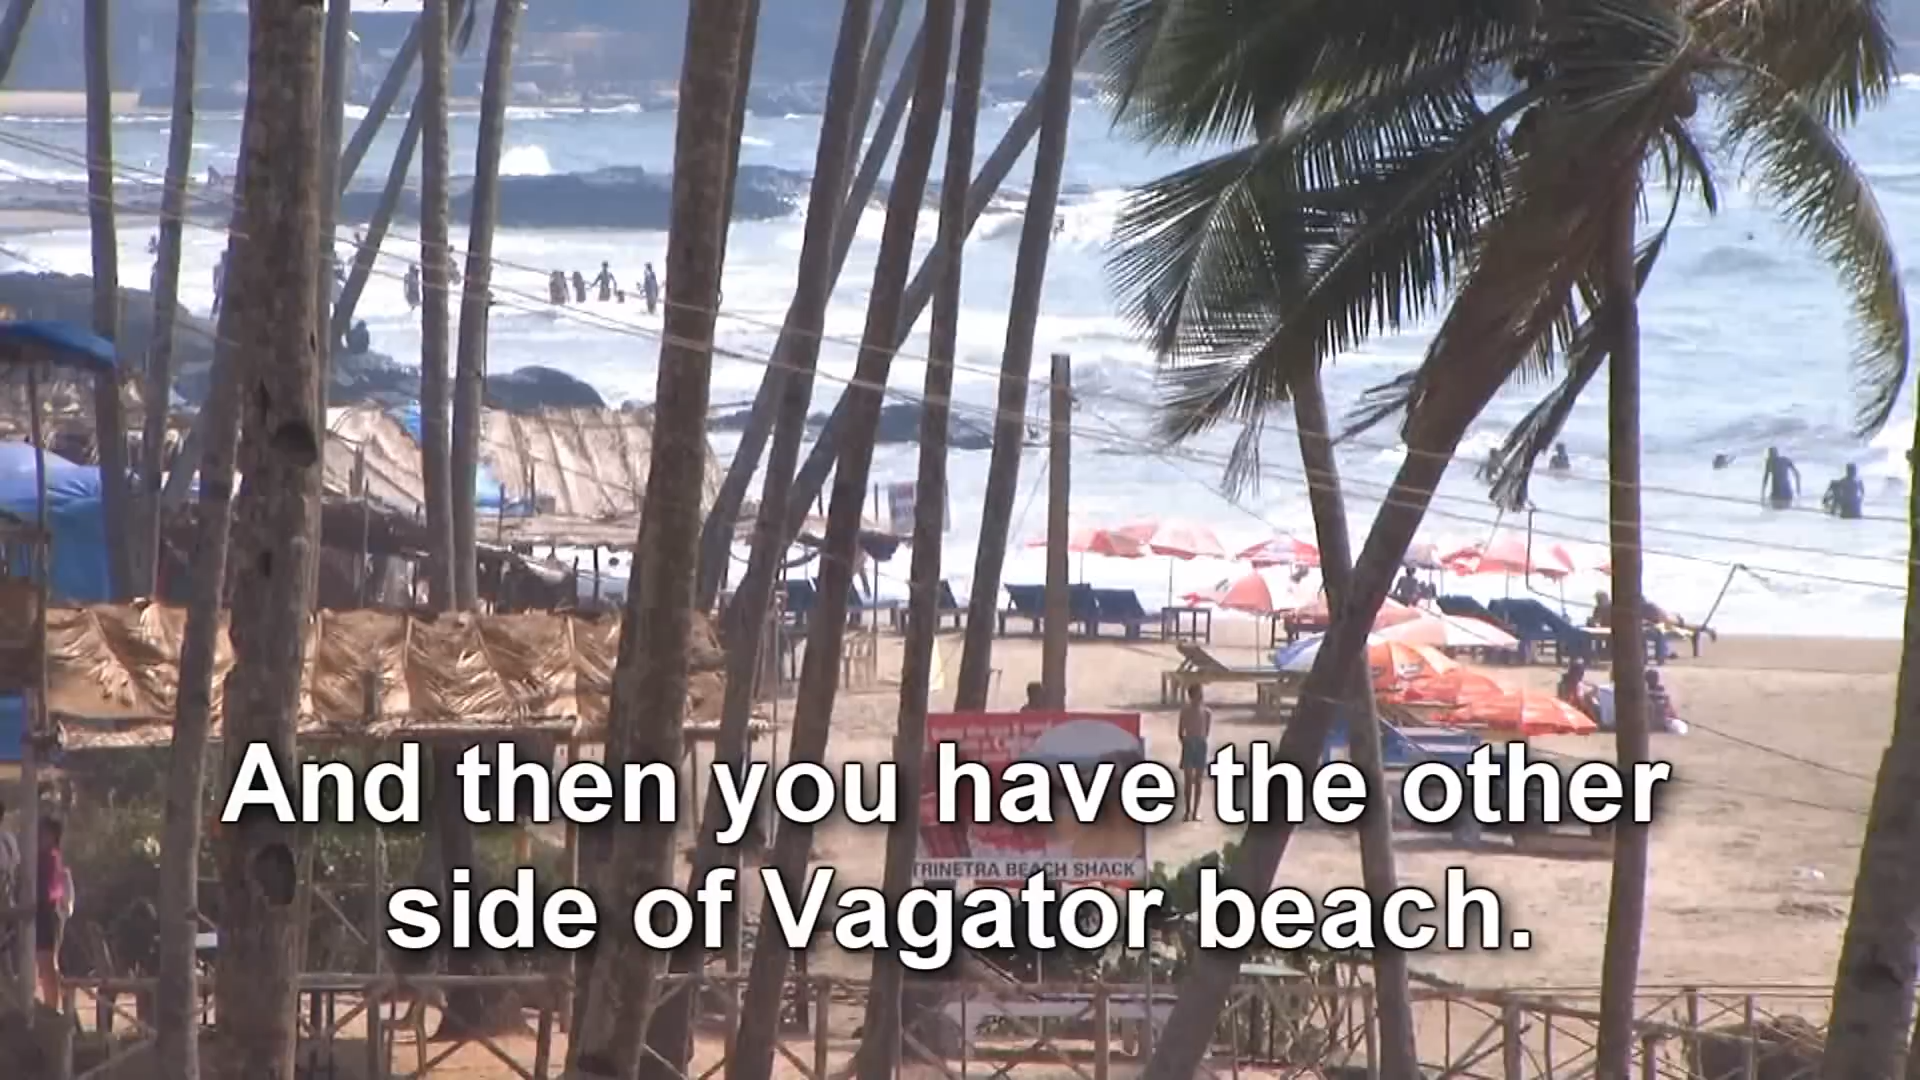 TRINETRA BEACH SHACK
And then you have the other
side of Vagator beach.